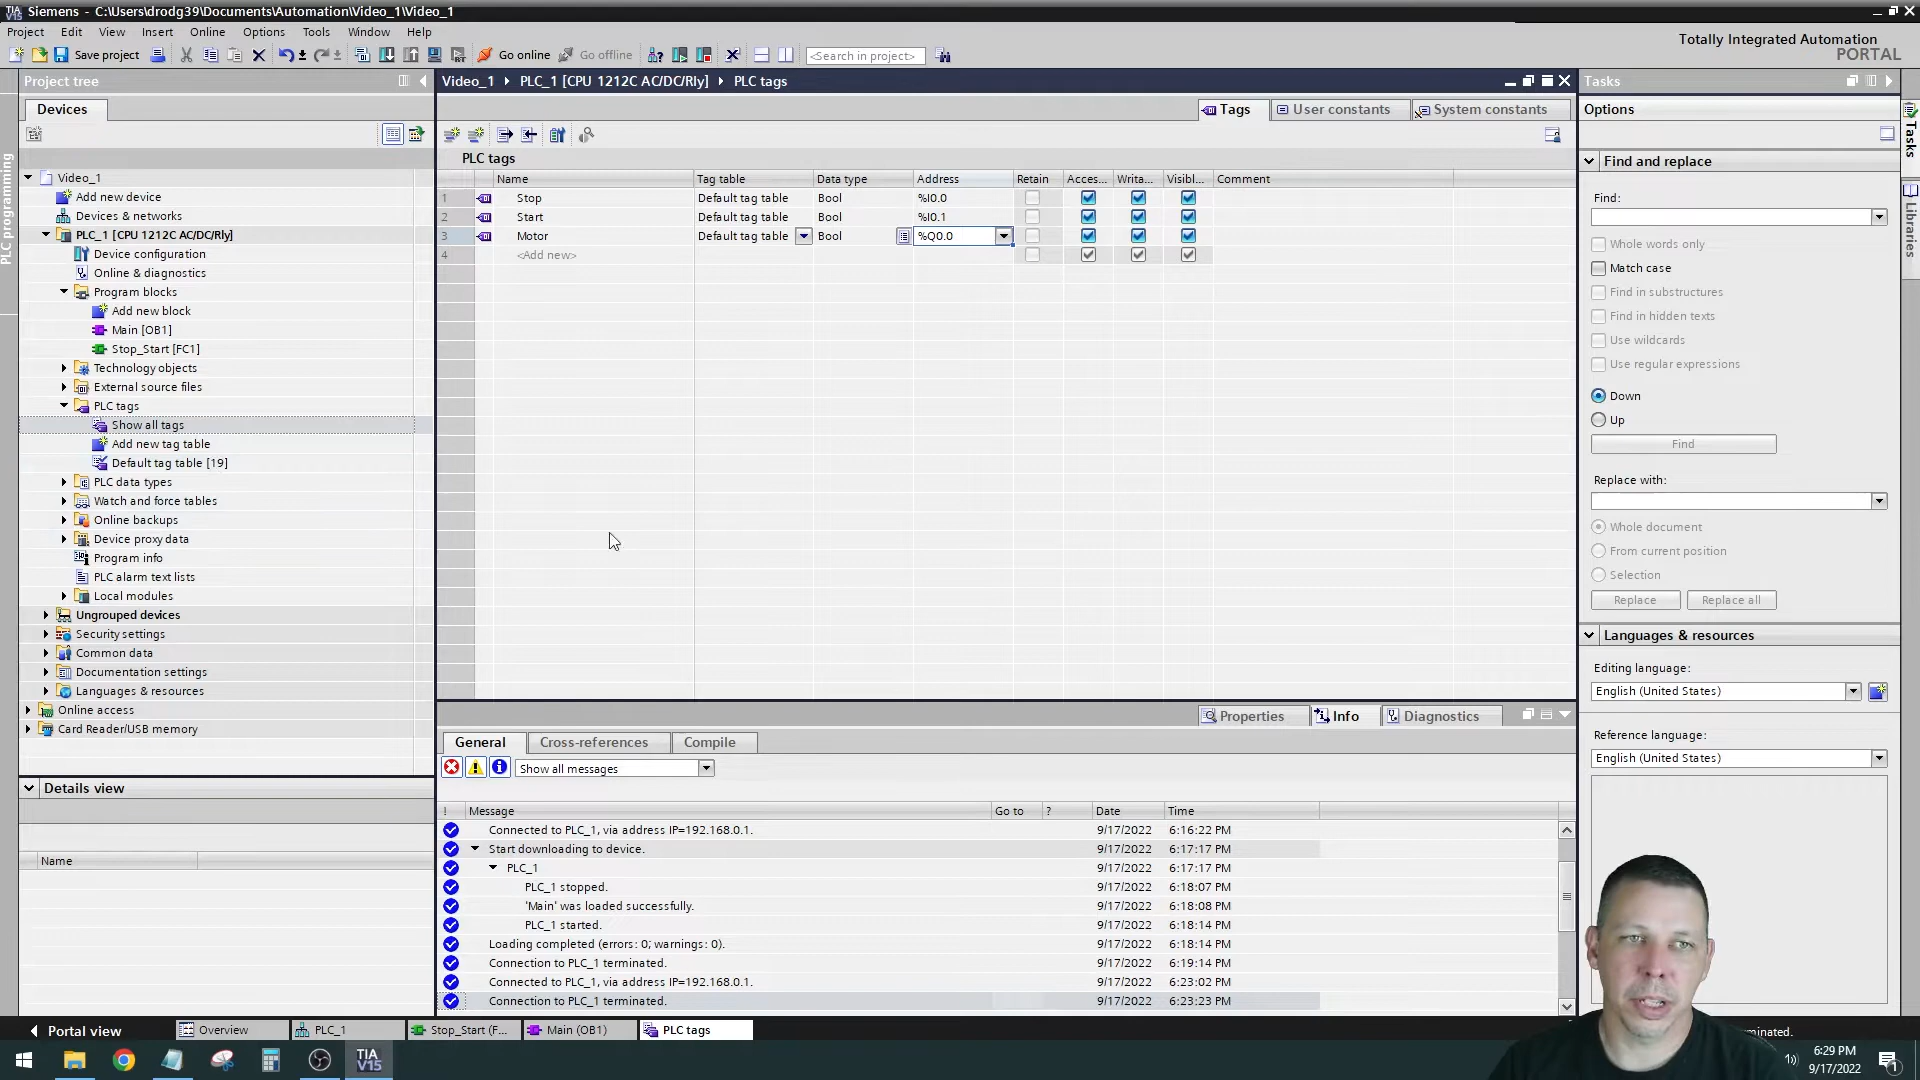 Siemens - C:\Users\drodg39\Documents\Automation\Video_1\Video_1
Project Edit View Insert Online Options Tools Window Help
Totally Integrated Automation
PORTAL
Save project Go online Go offline <Search in project>
Project tree
Devices
PLC programming
Video_1
Add new device
Devices & networks
PLC_1 [CPU 1212C AC/DC/Rly]
Device configuration
Online & diagnostics
Program blocks
Add new block
Main [OB1]
Stop_Start [FC1]
Technology objects
External source files
PLC tags
Show all tags
Add new tag table
Default tag table [19]
PLC data types
Watch and force tables
Online backups
Device proxy data
Program info
PLC alarm text lists
Local modules
Ungrouped devices
Security settings
Common data
Documentation settings
Languages & resources
Online access
Card Reader/USB memory
Details view
Name
Video_1 PLC_1 [CPU 1212C AC/DC/Rly] PLC tags
Tags User constants System constants
PLC tags
Name Tag table Data type Address Retain Acces... Writa... Visibl... Comment
1 Stop Default tag table Bool %I0.0
2 Start Default tag table Bool %I0.1
3 Motor Default tag table Bool %Q0.0
4 <Add new>
Properties Info Diagnostics
General Cross-references Compile
Show all messages
! Message Go to ? Date Time
Connected to PLC_1, via address IP=192.168.0.1. 9/17/2022 6:16:22 PM
Start downloading to device. 9/17/2022 6:17:17 PM
PLC_1 9/17/2022 6:17:17 PM
PLC_1 stopped. 9/17/2022 6:18:07 PM
'Main' was loaded successfully. 9/17/2022 6:18:08 PM
PLC_1 started. 9/17/2022 6:18:14 PM
Loading completed (errors: 0; warnings: 0). 9/17/2022 6:18:14 PM
Connection to PLC_1 terminated. 9/17/2022 6:19:14 PM
Connected to PLC_1, via address IP=192.168.0.1. 9/17/2022 6:23:02 PM
Connection to PLC_1 terminated. 9/17/2022 6:23:23 PM
Tasks
Options
Find and replace
Find:
Whole words only
Match case
Find in substructures
Find in hidden texts
Use wildcards
Use regular expressions
Down
Up
Find
Replace with:
Whole document
From current position
Selection
Replace Replace all
Languages & resources
Editing language:
English (United States)
Reference language:
English (United States)
Tasks
Libraries
Portal view Overview PLC_1 Stop_Start (F... Main (OB1) PLC tags
TIA
V15
6:29 PM
9/17/2022
1